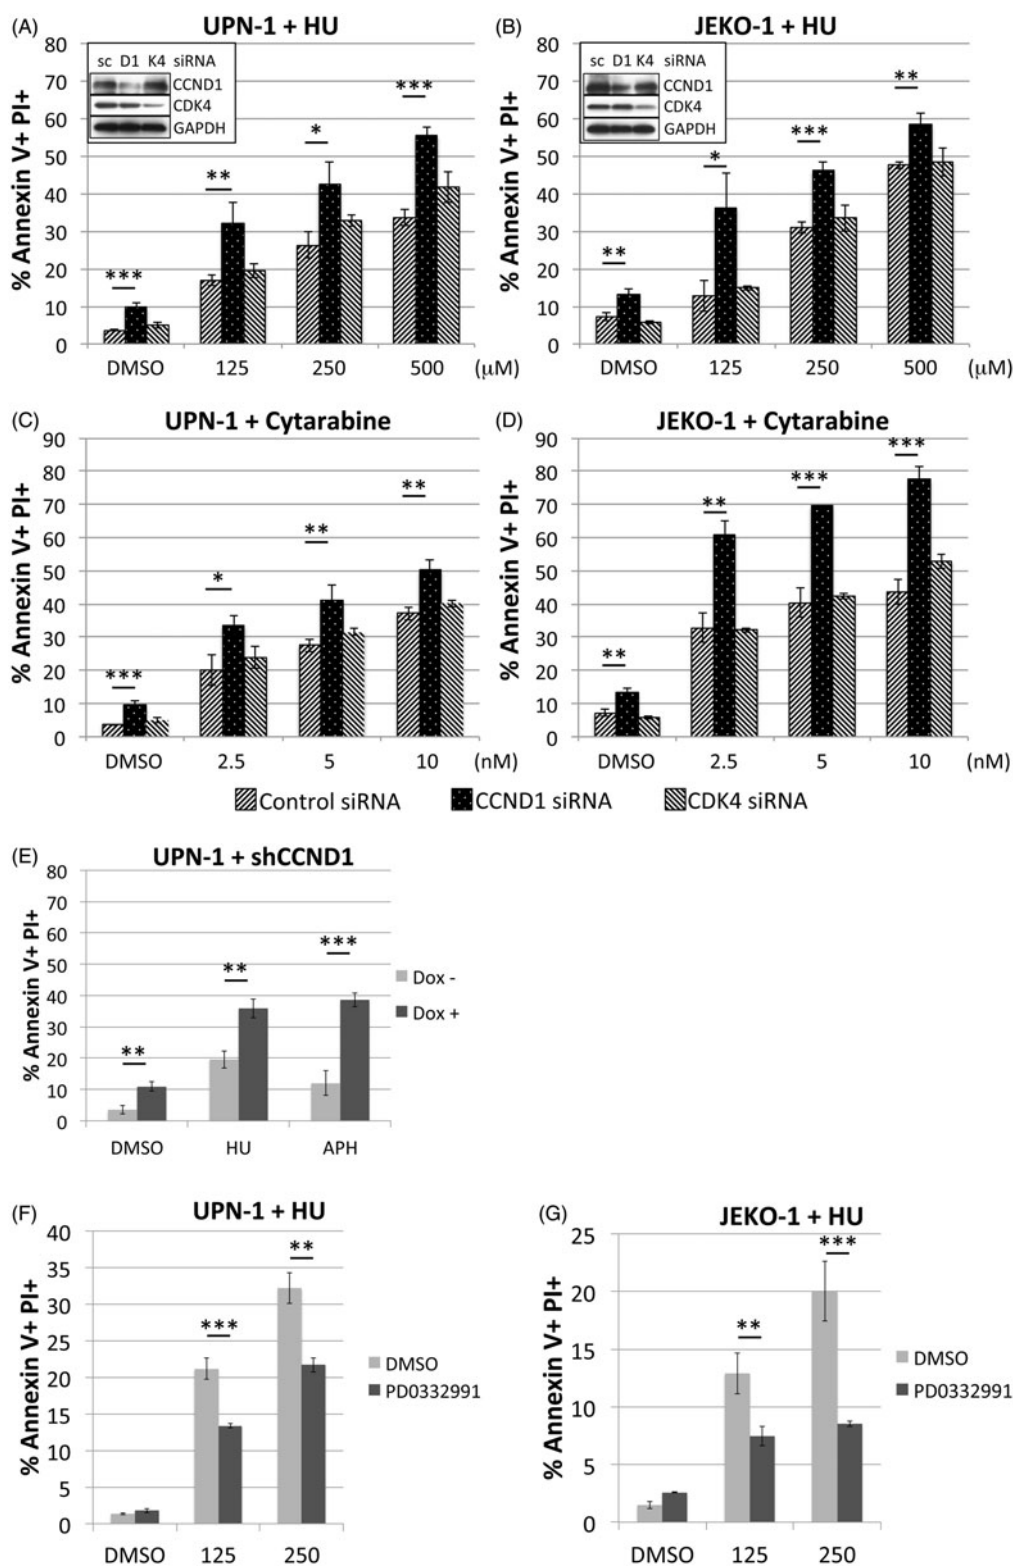 (A) UPN-1 + HU
% Annexin V+ PI+
80
70
60
50
40
30
20
10
0
sc D1 K4 siRNA
CCND1
CDK4
GAPDH
*** ** * ***
DMSO 125 250 500 (μM)
(B) JEKO-1 + HU
% Annexin V+ PI+
80
70
60
50
40
30
20
10
0
sc D1 K4 siRNA
CCND1
CDK4
GAPDH
** * *** **
DMSO 125 250 500 (μM)
(C) UPN-1 + Cytarabine
% Annexin V+ PI+
90
80
70
60
50
40
30
20
10
0
*** * ** **
DMSO 2.5 5 10 (nM)
(D) JEKO-1 + Cytarabine
% Annexin V+ PI+
90
80
70
60
50
40
30
20
10
0
** ** *** ***
DMSO 2.5 5 10 (nM)
Control siRNA CCND1 siRNA CDK4 siRNA
(E) UPN-1 + shCCND1
% Annexin V+ PI+
80
70
60
50
40
30
20
10
0
** ** ***
DMSO HU APH
Dox -
Dox +
(F) UPN-1 + HU
% Annexin V+ PI+
40
35
30
25
20
15
10
5
0
*** **
DMSO 125 250
DMSO
PD0332991
(G) JEKO-1 + HU
% Annexin V+ PI+
25
20
15
10
5
0
** ***
DMSO 125 250
DMSO
PD0332991